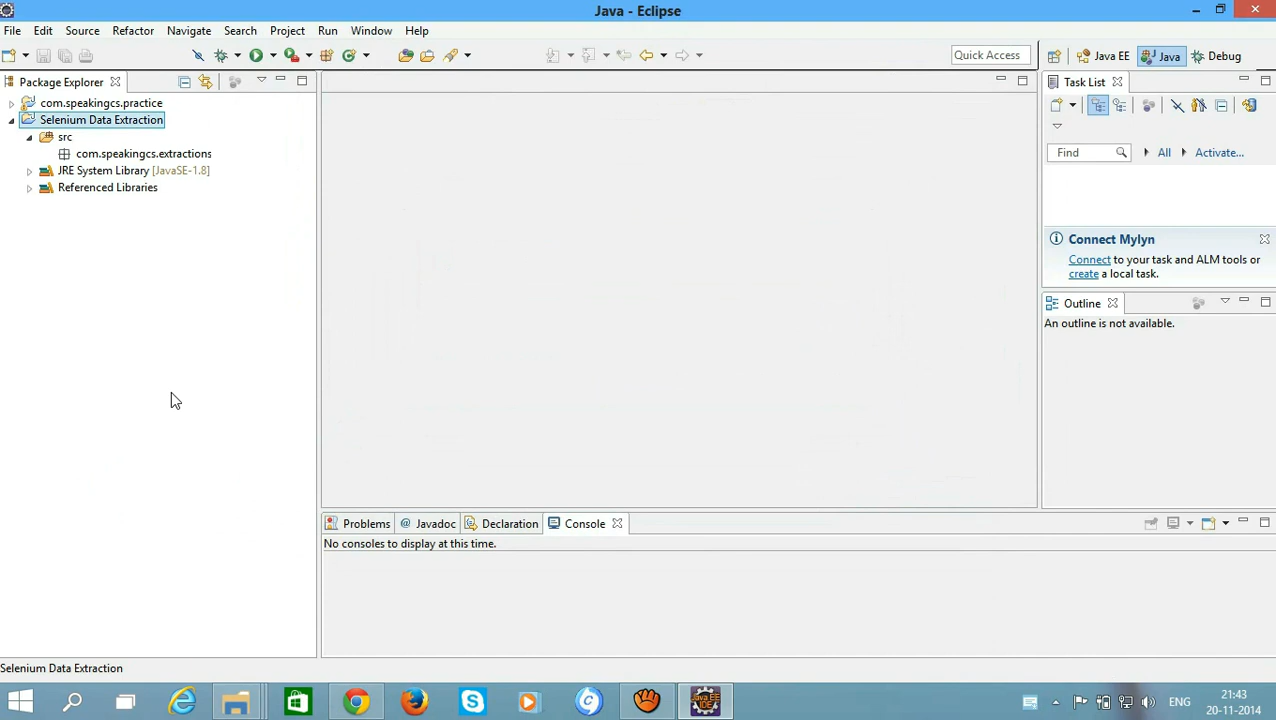 Java - Eclipse
File Edit Source Refactor Navigate Search Project Run Window Help
Quick Access Java EE Java Debug
Package Explorer
com.speakingcs.practice
Selenium Data Extraction
src
com.speakingcs.extractions
JRE System Library [JavaSE-1.8]
Referenced Libraries
Task List
Find All Activate...
Connect Mylyn
Connect to your task and ALM tools or
create a local task.
Outline
An outline is not available.
Problems @ Javadoc Declaration Console
No consoles to display at this time.
Selenium Data Extraction
Java EE
IDE
ENG
21:43
20-11-2014